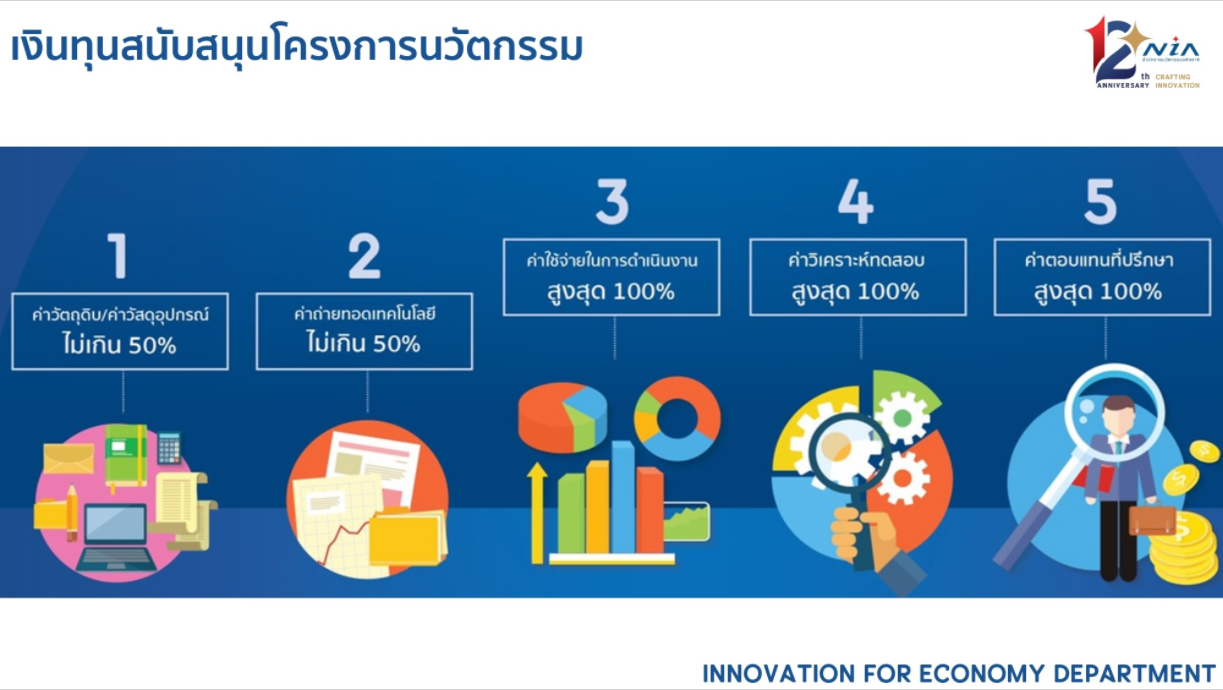 เงินทุนสนับสนุนโครงการนวัตกรรม
12th
ANNIVERSARY
NIA
CRAFTING
INNOVATION
1
ค่าวัตถุดิบ/ค่าวัสดุอุปกรณ์
ไม่เกิน 50%
2
ค่าถ่ายทอดเทคโนโลยี
ไม่เกิน 50%
3
ค่าใช้จ่ายในการดำเนินงาน
สูงสุด 100%
4
ค่าวิเคราะห์ทดสอบ
สูงสุด 100%
5
ค่าตอบแทนที่ปรึกษา
สูงสุด 100%
INNOVATION FOR ECONOMY DEPARTMENT